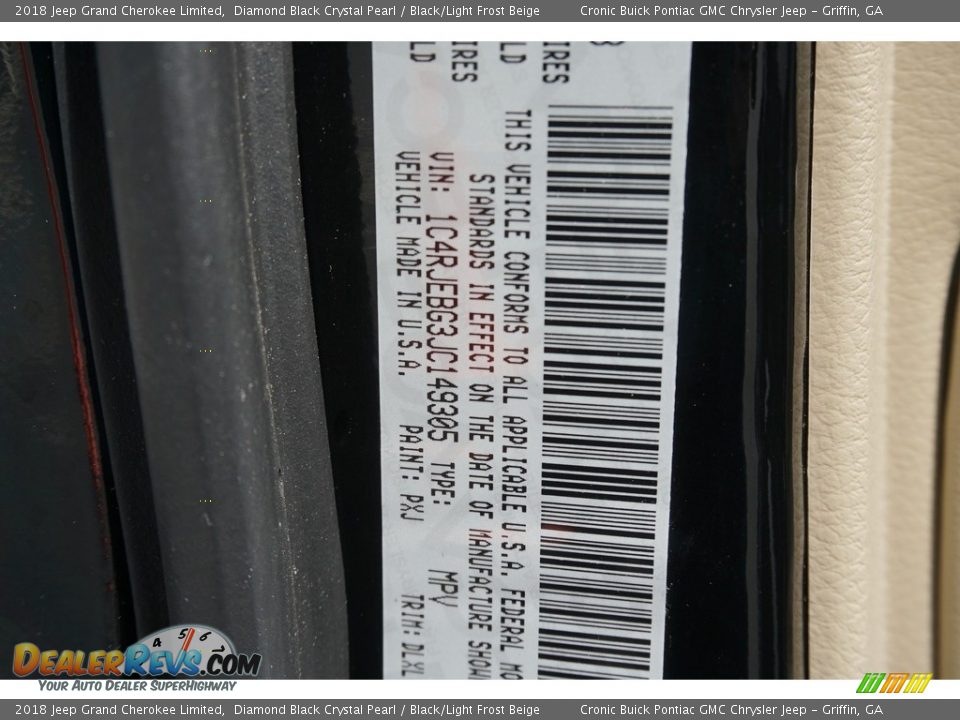 2018 Jeep Grand Cherokee Limited, Diamond Black Crystal Pearl / Black/Light Frost Beige Cronic Buick Pontiac GMC Chrysler Jeep – Griffin, GA
IRES
LD
IRES
LD
THIS VEHICLE CONFORMS TO ALL APPLICABLE U.S.A. FEDERAL MO
STANDARDS IN EFFECT ON THE DATE OF MANUFACTURE SHOW
VIN: 1C4RJEBG3JC149305 TYPE: MPV
VEHICLE MADE IN U.S.A. PAINT: PXJ TRIM: DLXL
4 5 6
DEALERREVS.COM
YOUR AUTO DEALER SUPERHIGHWAY
2018 Jeep Grand Cherokee Limited, Diamond Black Crystal Pearl / Black/Light Frost Beige Cronic Buick Pontiac GMC Chrysler Jeep – Griffin, GA